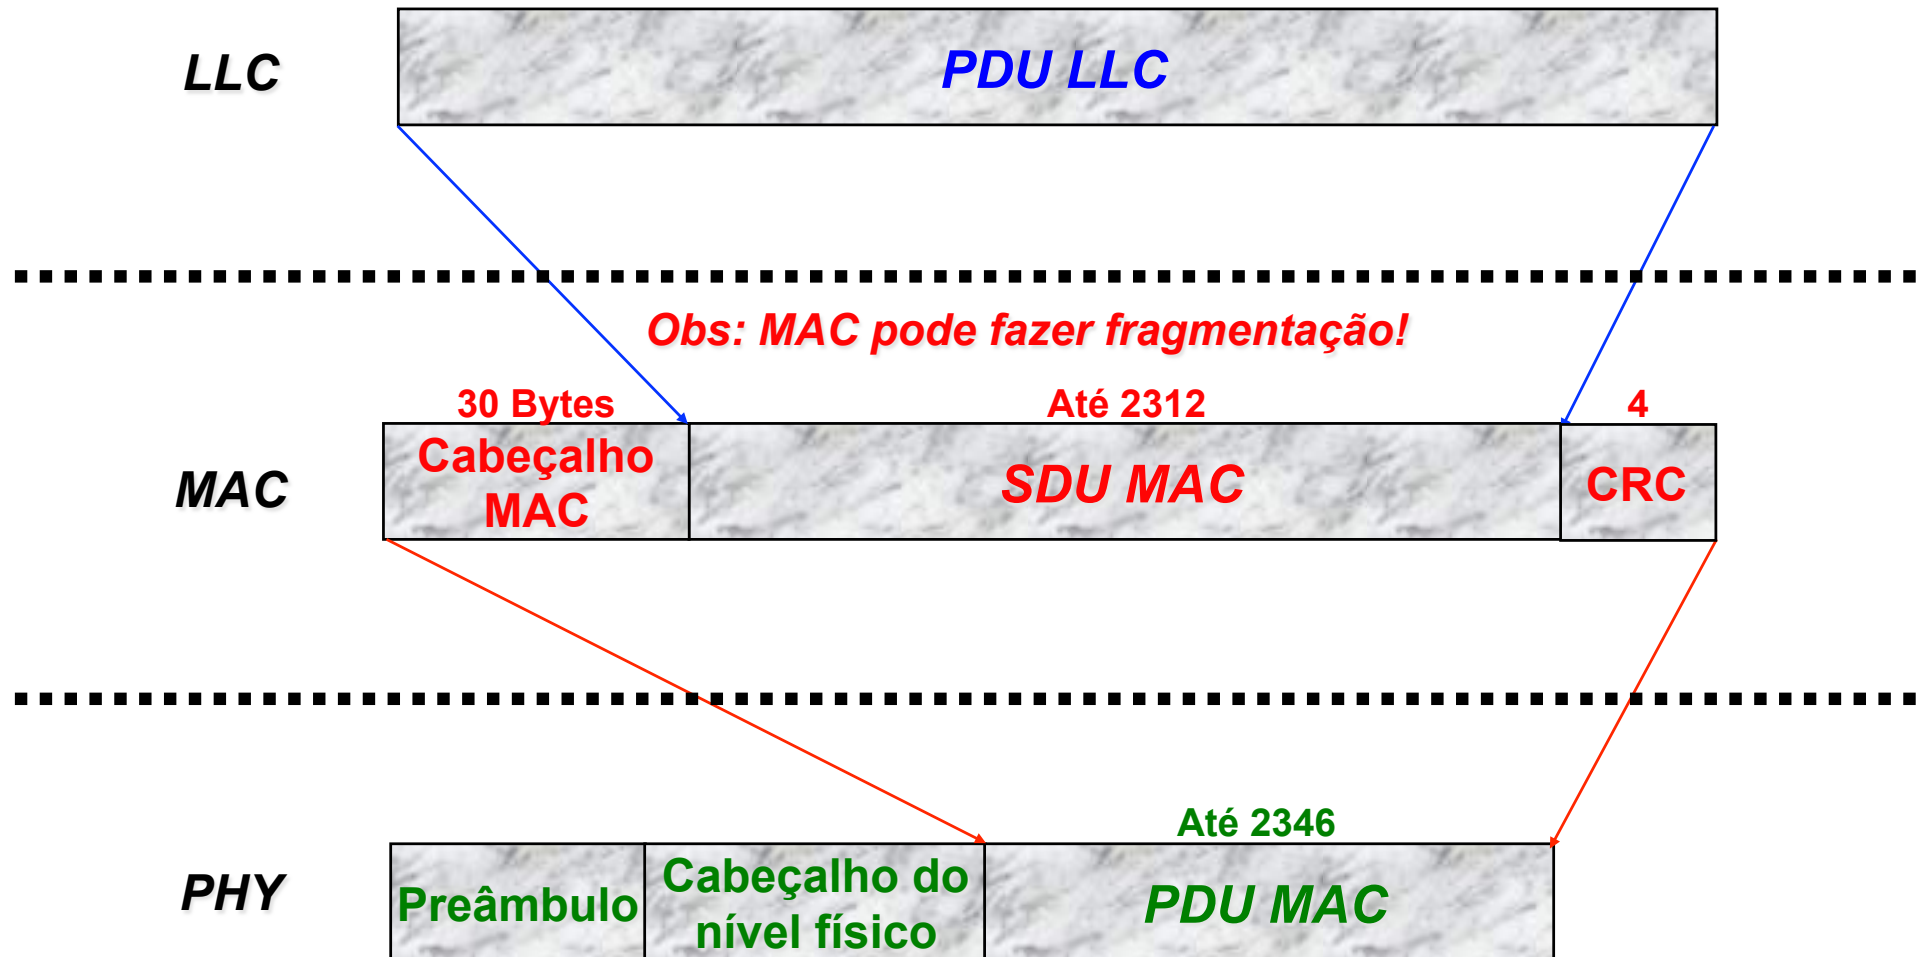 LLC
PDU LLC
Obs: MAC pode fazer fragmentação!
30 Bytes
Até 2312
4
MAC
Cabeçalho
MAC
SDU MAC
CRC
Até 2346
PHY
Preâmbulo
Cabeçalho do
nível físico
PDU MAC